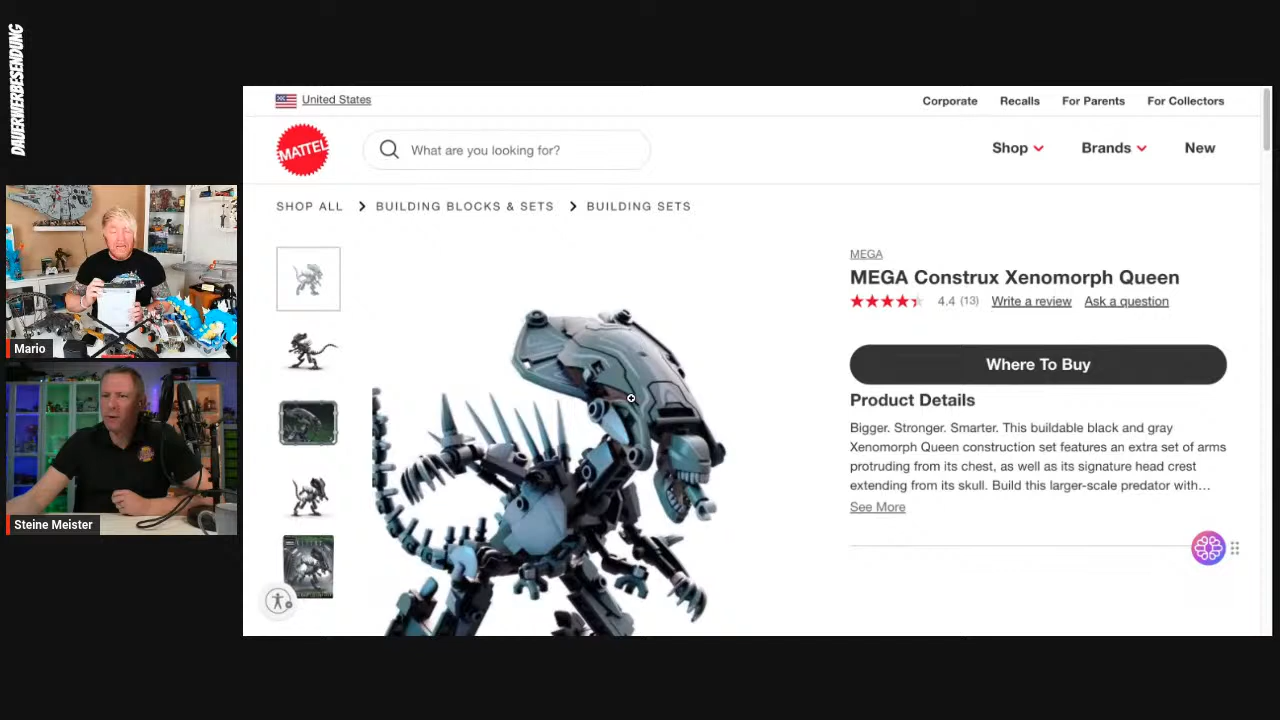 DAUERWERBESENDUNG
Mario
Steine Meister
United States
Corporate Recalls For Parents For Collectors
MATTEL
What are you looking for?
Shop Brands New
SHOP ALL BUILDING BLOCKS & SETS BUILDING SETS
MEGA
MEGA Construx Xenomorph Queen
4.4 (13) Write a review Ask a question
Where To Buy
Product Details
Bigger. Stronger. Smarter. This buildable black and gray
Xenomorph Queen construction set features an extra set of arms
protruding from its chest, as well as its signature head crest
extending from its skull. Build this larger-scale predator with…
See More